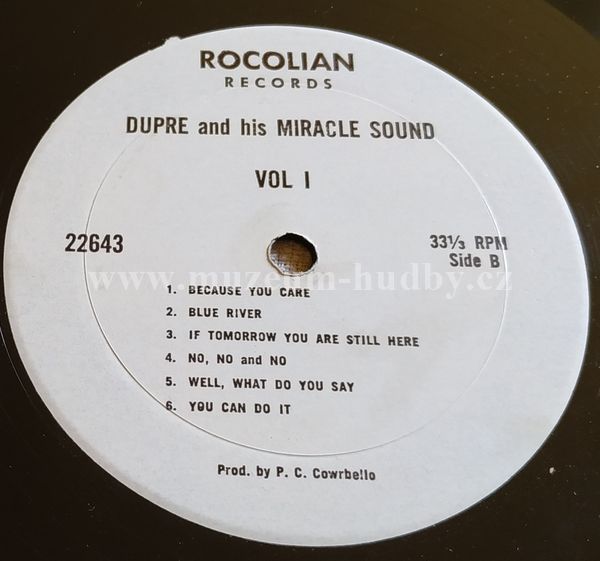 ROCOLIAN
RECORDS
DUPRE and his MIRACLE SOUND
VOL I
22643
33⅓ RPM
Side B
www.muzeum-hudby.cz
1. BECAUSE YOU CARE
2. BLUE RIVER
3. IF TOMORROW YOU ARE STILL HERE
4. NO, NO and NO
5. WELL, WHAT DO YOU SAY
6. YOU CAN DO IT
Prod. by P. C. Cowrbello